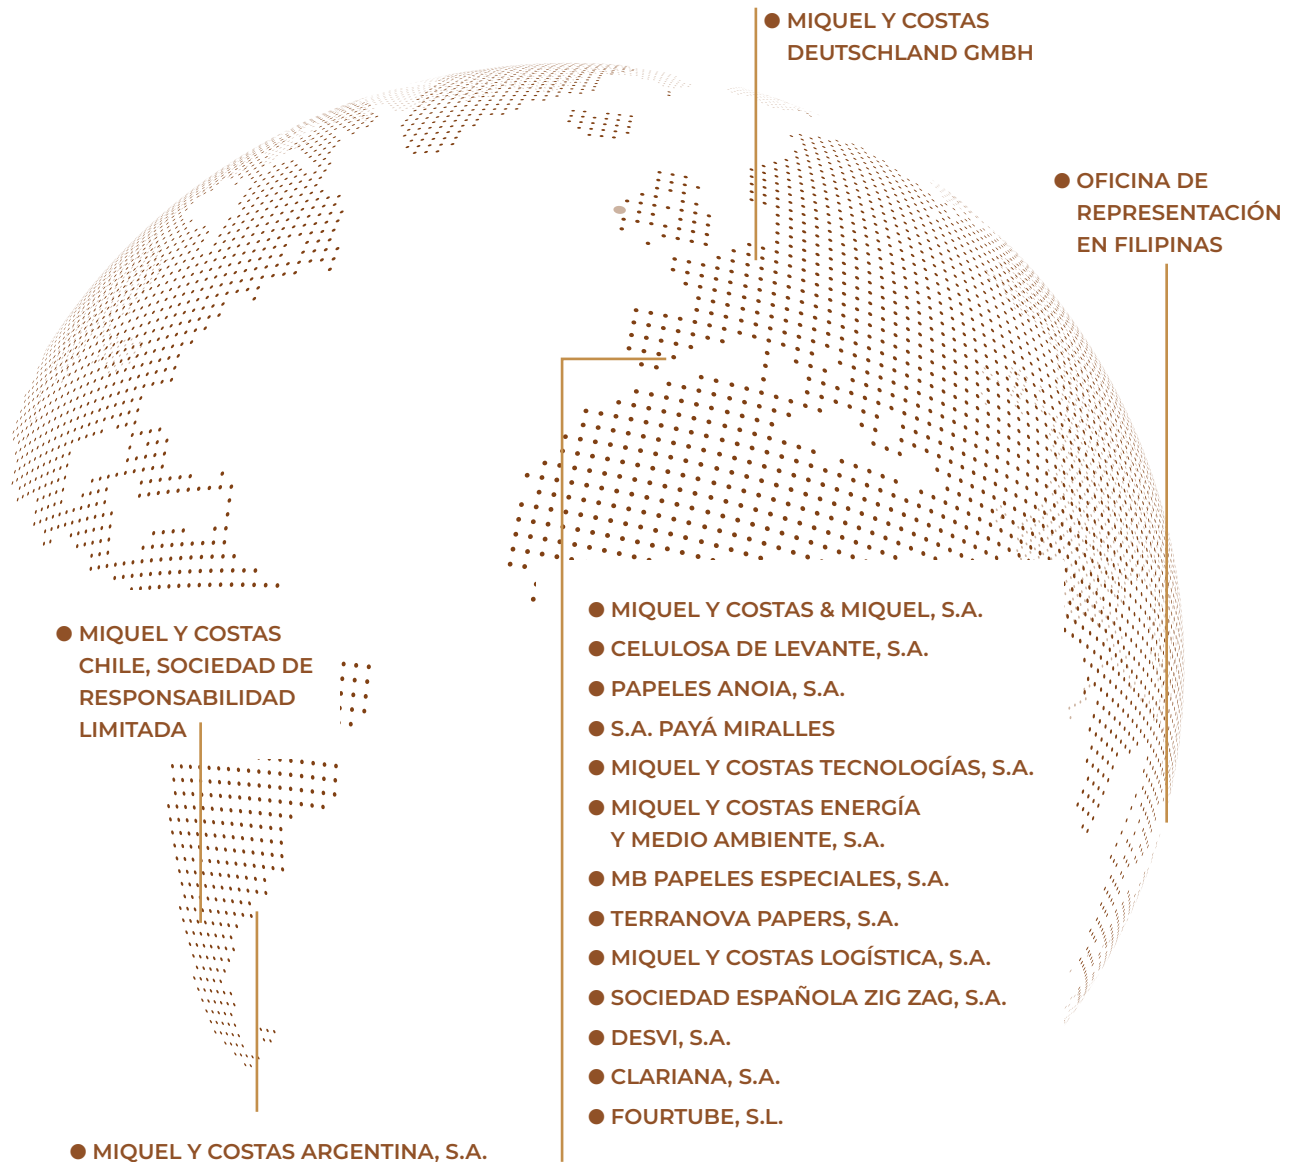 ● MIQUEL Y COSTAS
DEUTSCHLAND GMBH
● OFICINA DE
REPRESENTACIÓN
EN FILIPINAS
● MIQUEL Y COSTAS
CHILE, SOCIEDAD DE
RESPONSABILIDAD
LIMITADA
● MIQUEL Y COSTAS & MIQUEL, S.A.
● CELULOSA DE LEVANTE, S.A.
● PAPELES ANOIA, S.A.
● S.A. PAYÁ MIRALLES
● MIQUEL Y COSTAS TECNOLOGÍAS, S.A.
● MIQUEL Y COSTAS ENERGÍA
Y MEDIO AMBIENTE, S.A.
● MB PAPELES ESPECIALES, S.A.
● TERRANOVA PAPERS, S.A.
● MIQUEL Y COSTAS LOGÍSTICA, S.A.
● SOCIEDAD ESPAÑOLA ZIG ZAG, S.A.
● DESVI, S.A.
● CLARIANA, S.A.
● FOURTUBE, S.L.
● MIQUEL Y COSTAS ARGENTINA, S.A.